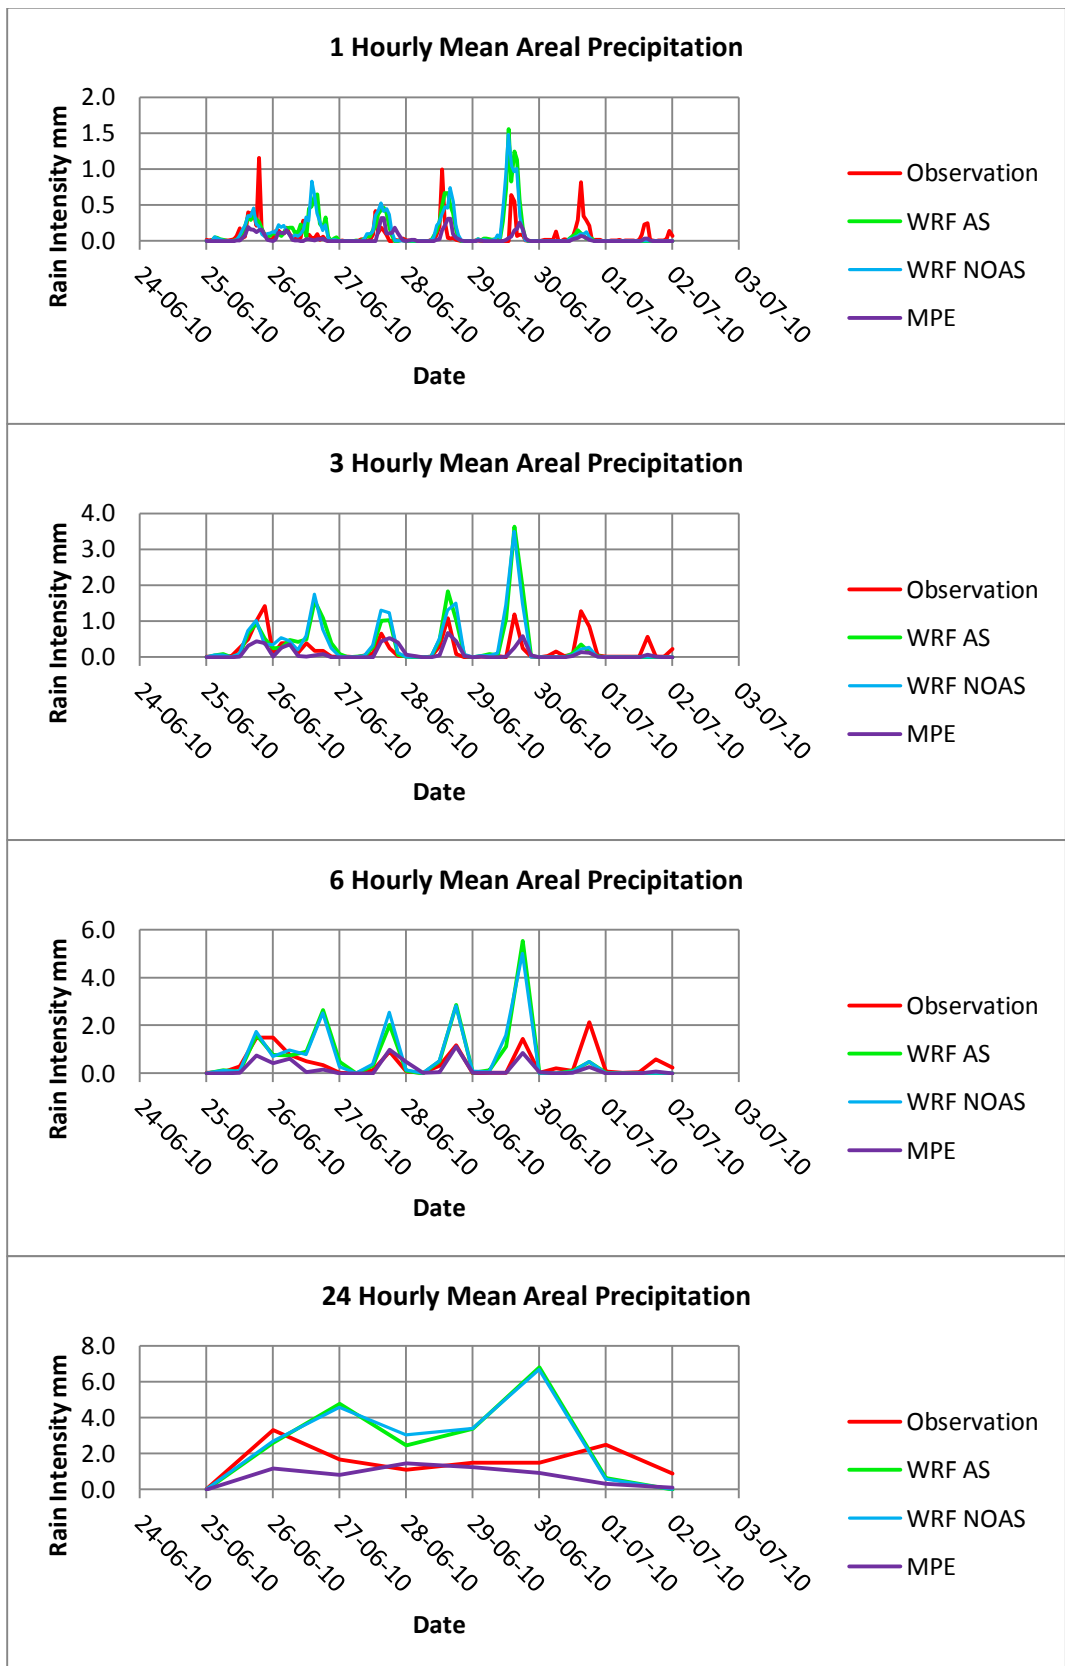 1 Hourly Mean Areal Precipitation
Rain Intensity mm
2.0
1.5
1.0
0.5
0.0
24-06-10
25-06-10
26-06-10
27-06-10
28-06-10
29-06-10
30-06-10
01-07-10
02-07-10
03-07-10
Date
Observation
WRF AS
WRF NOAS
MPE
3 Hourly Mean Areal Precipitation
Rain Intensity mm
4.0
3.0
2.0
1.0
0.0
24-06-10
25-06-10
26-06-10
27-06-10
28-06-10
29-06-10
30-06-10
01-07-10
02-07-10
03-07-10
Date
Observation
WRF AS
WRF NOAS
MPE
6 Hourly Mean Areal Precipitation
Rain Intensity mm
6.0
4.0
2.0
0.0
24-06-10
25-06-10
26-06-10
27-06-10
28-06-10
29-06-10
30-06-10
01-07-10
02-07-10
03-07-10
Date
Observation
WRF AS
WRF NOAS
MPE
24 Hourly Mean Areal Precipitation
Rain Intensity mm
8.0
6.0
4.0
2.0
0.0
24-06-10
25-06-10
26-06-10
27-06-10
28-06-10
29-06-10
30-06-10
01-07-10
02-07-10
03-07-10
Date
Observation
WRF AS
WRF NOAS
MPE